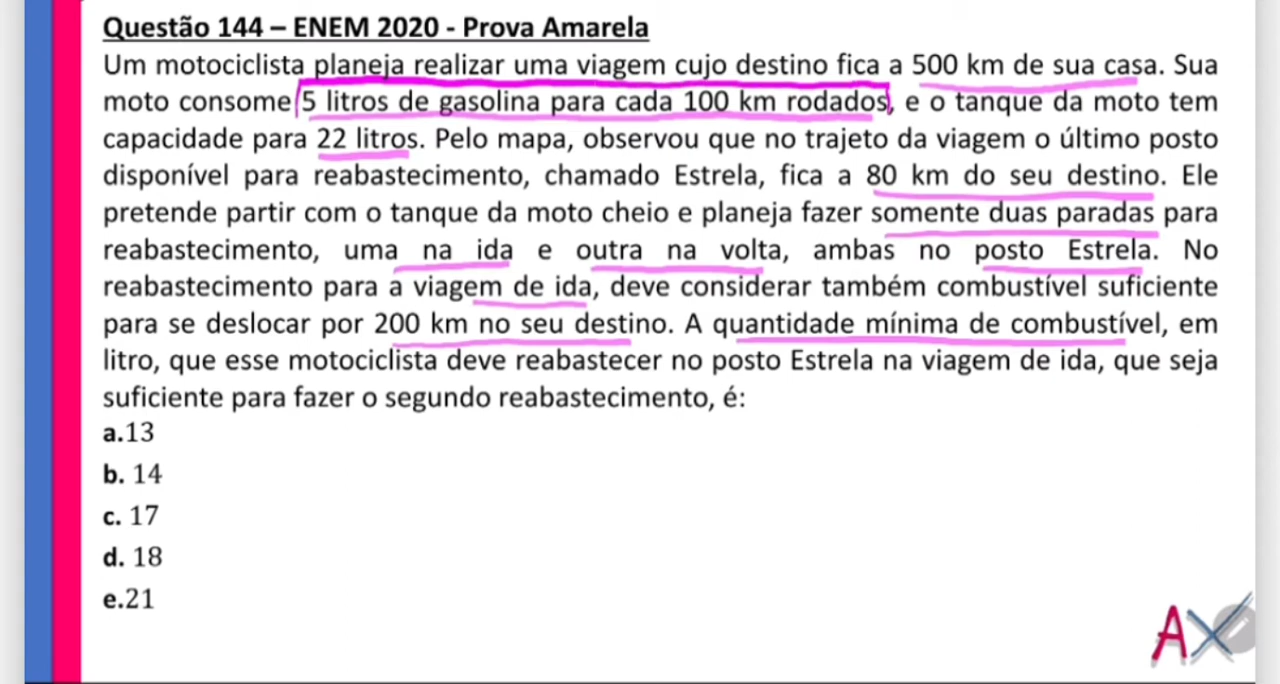 Questão 144 – ENEM 2020 - Prova Amarela
Um motociclista planeja realizar uma viagem cujo destino fica a 500 km de sua casa. Sua
moto consome 5 litros de gasolina para cada 100 km rodados, e o tanque da moto tem
capacidade para 22 litros. Pelo mapa, observou que no trajeto da viagem o último posto
disponível para reabastecimento, chamado Estrela, fica a 80 km do seu destino. Ele
pretende partir com o tanque da moto cheio e planeja fazer somente duas paradas para
reabastecimento, uma na ida e outra na volta, ambas no posto Estrela. No
reabastecimento para a viagem de ida, deve considerar também combustível suficiente
para se deslocar por 200 km no seu destino. A quantidade mínima de combustível, em
litro, que esse motociclista deve reabastecer no posto Estrela na viagem de ida, que seja
suficiente para fazer o segundo reabastecimento, é:
a.13
b. 14
c. 17
d. 18
e.21
AX